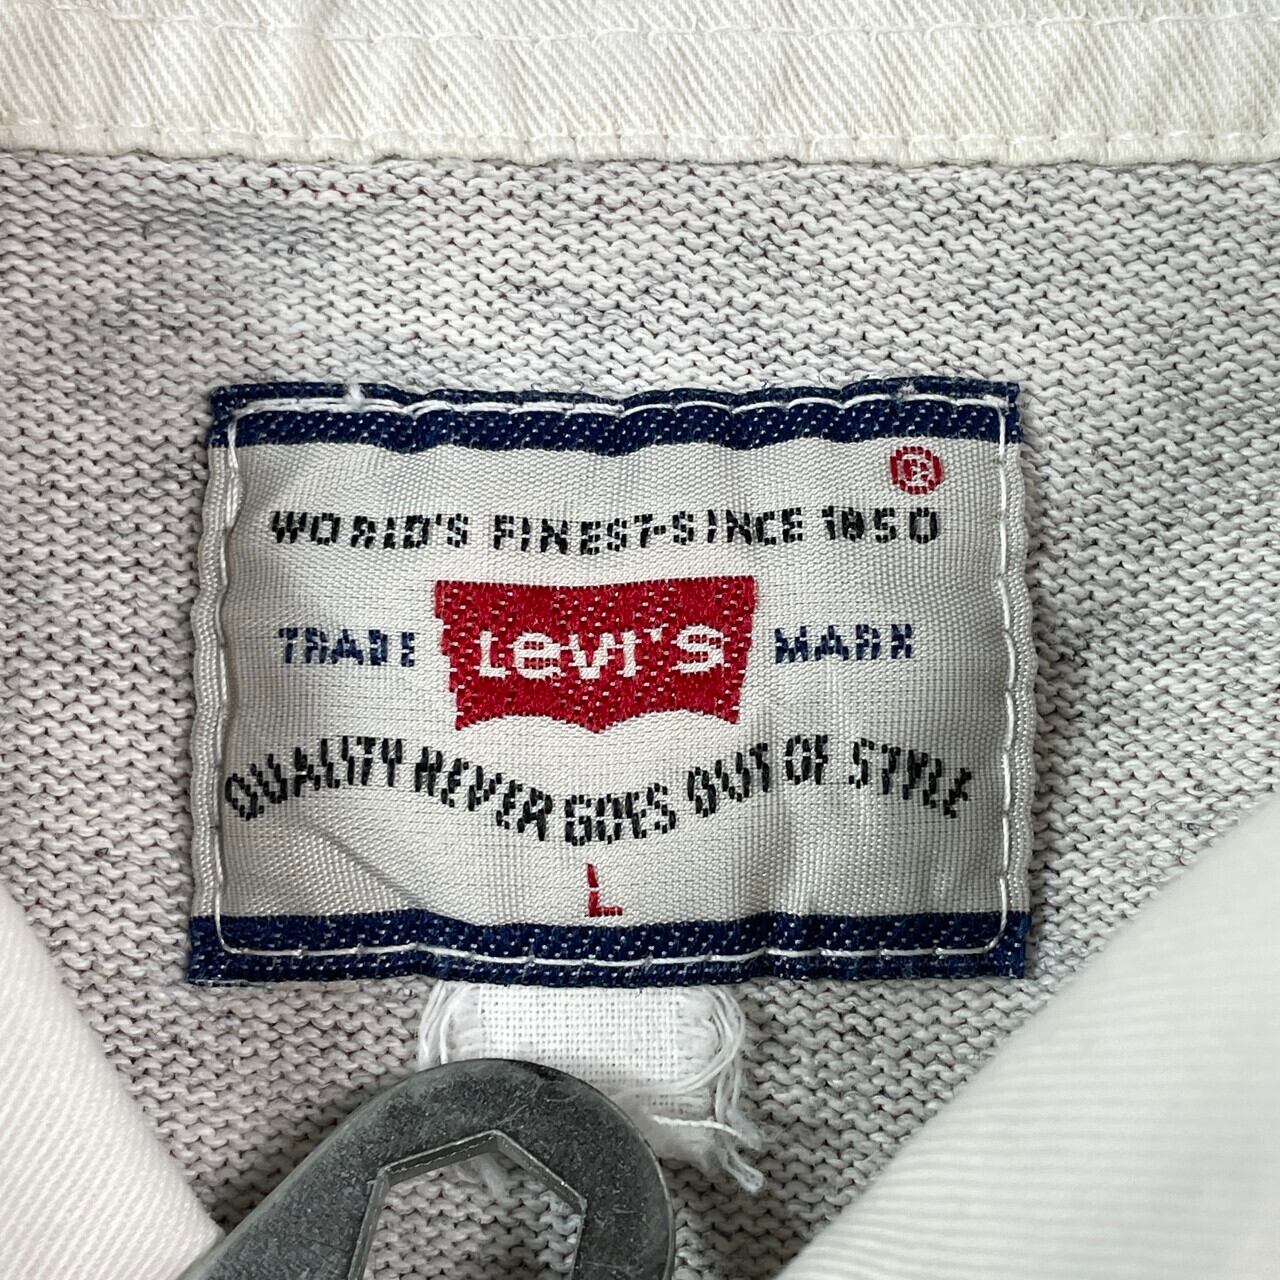 ®
WORLD'S FINEST-SINCE 1850
TRADE Levi's MARK
QUALITY NEVER GOES OUT OF STYLE
L